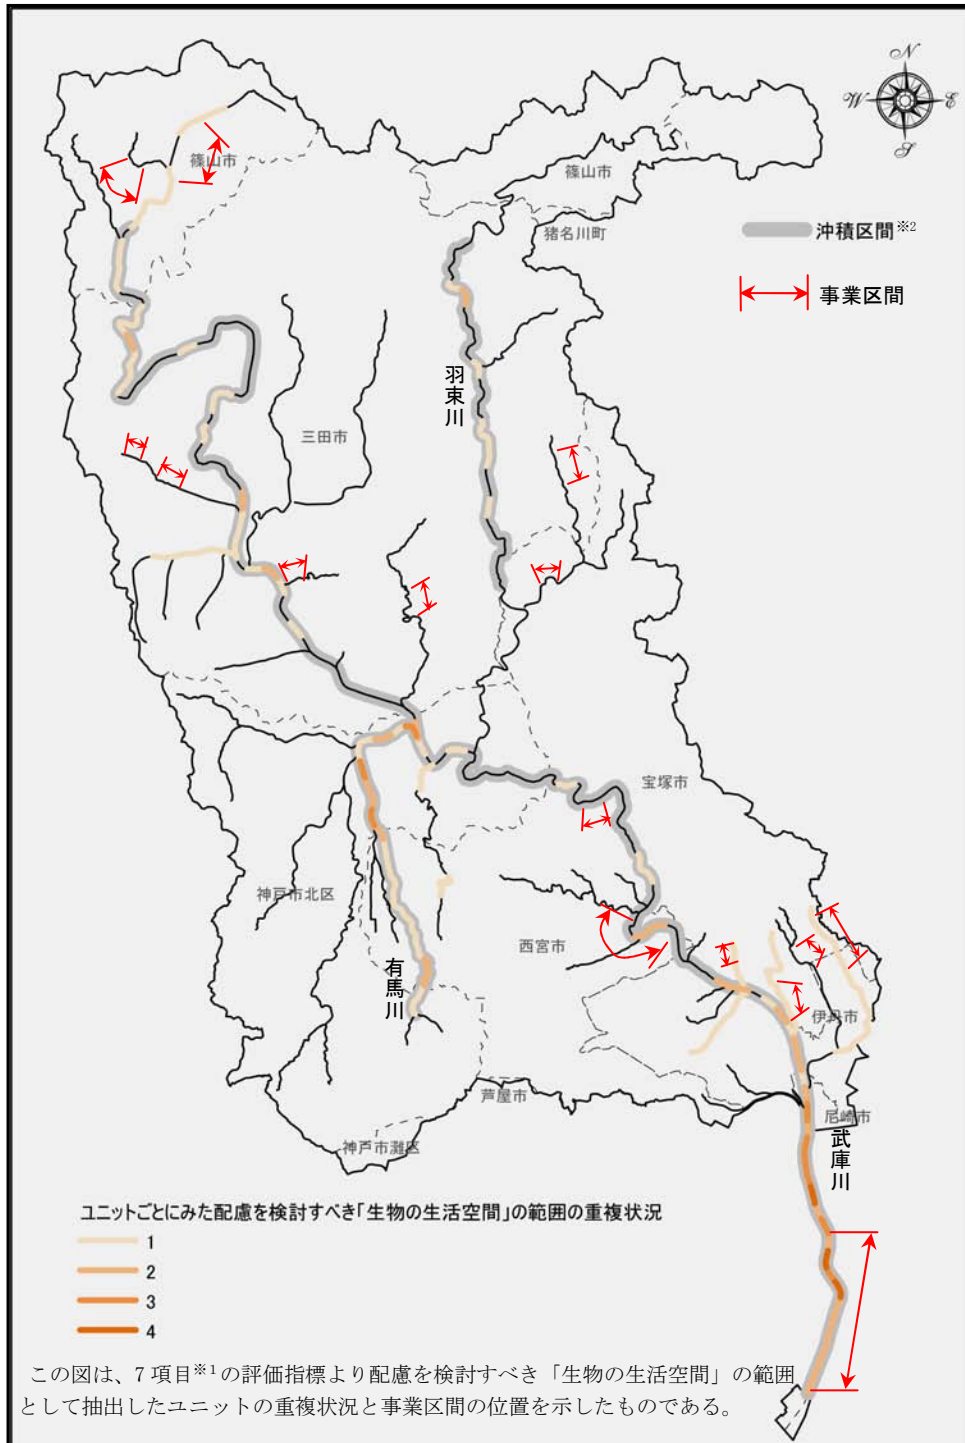 N
W
E
S
篠山市
篠山市
猪名川町
沖積区間※2
事業区間
羽束川
三田市
宝塚市
神戸市北区
西宮市
有馬川
伊丹市
芦屋市
尼崎市
神戸市灘区
武庫川
ユニットごとにみた配慮を検討すべき「生物の生活空間」の範囲の重複状況
1
2
3
4
この図は、7項目※1の評価指標より配慮を検討すべき「生物の生活空間」の範囲
として抽出したユニットの重複状況と事業区間の位置を示したものである。